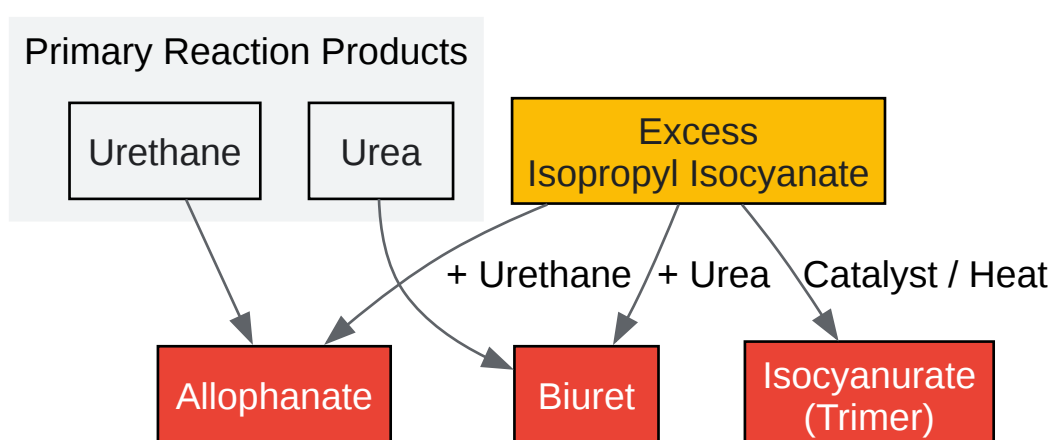 Primary Reaction Products
Urethane
Urea
Excess
Isopropyl Isocyanate
+ Urethane
+ Urea
Catalyst / Heat
Allophanate
Biuret
Isocyanurate
(Trimer)